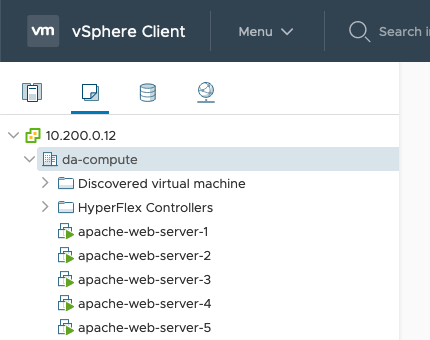 vm vSphere Client Menu Search i
10.200.0.12
da-compute
Discovered virtual machine
HyperFlex Controllers
apache-web-server-1
apache-web-server-2
apache-web-server-3
apache-web-server-4
apache-web-server-5